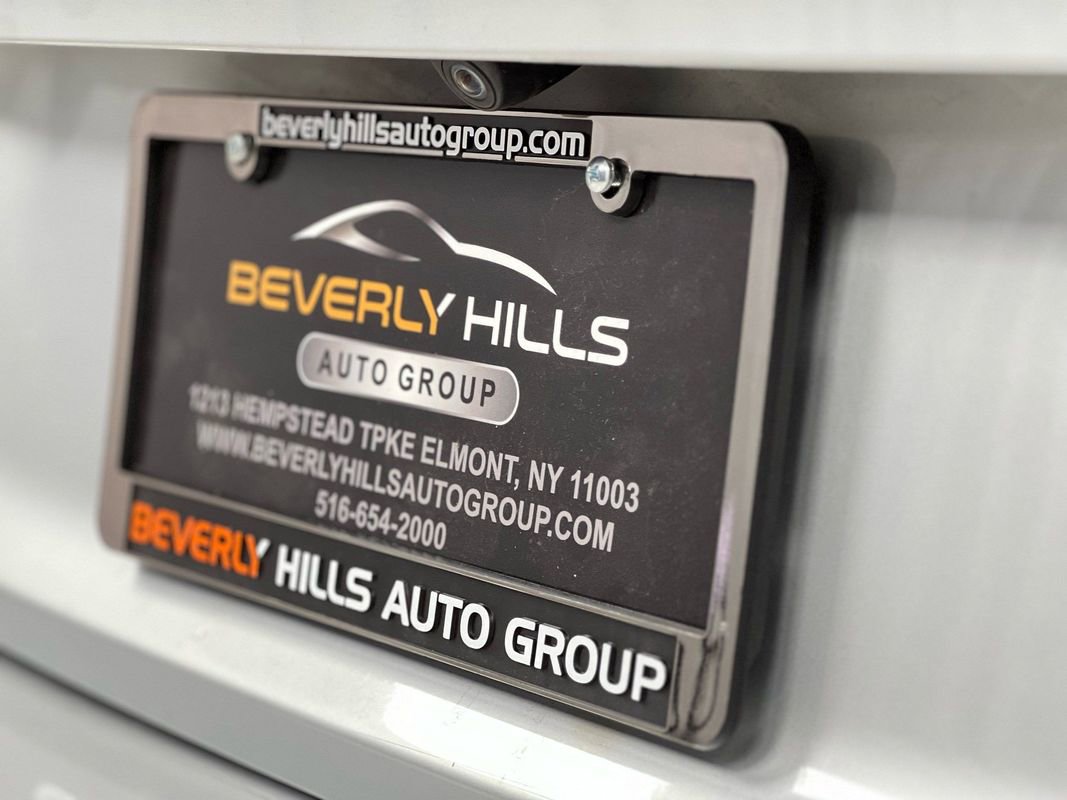 beverlyhillsautogroup.com
BEVERLY HILLS
AUTO GROUP
1213 HEMPSTEAD TPKE ELMONT, NY 11003
WWW.BEVERLYHILLSAUTOGROUP.COM
516-654-2000
BEVERLY HILLS AUTO GROUP